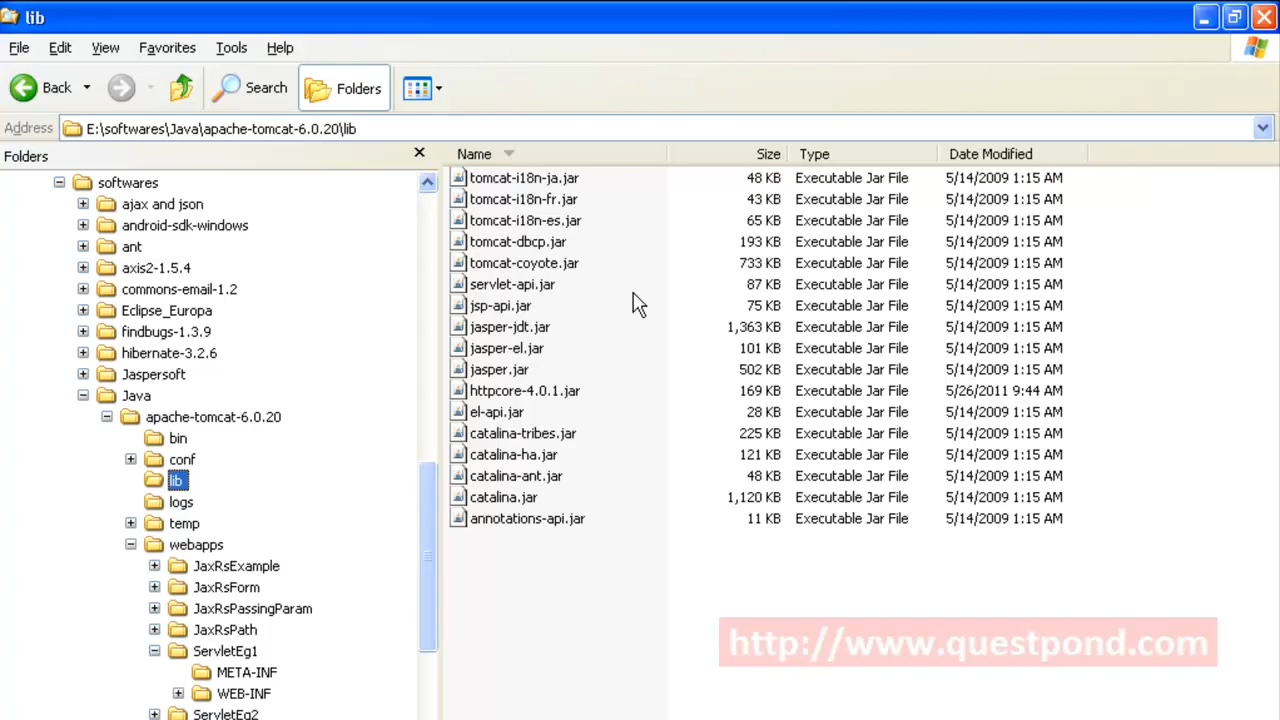 lib
File Edit View Favorites Tools Help
Back Search Folders
Address E:\softwares\Java\apache-tomcat-6.0.20\lib
Folders
softwares
ajax and json
android-sdk-windows
ant
axis2-1.5.4
commons-email-1.2
Eclipse_Europa
findbugs-1.3.9
hibernate-3.2.6
Jaspersoft
Java
apache-tomcat-6.0.20
bin
conf
lib
logs
temp
webapps
JaxRsExample
JaxRsForm
JaxRsPassingParam
JaxRsPath
ServletEg1
META-INF
WEB-INF
ServletEg2
Name Size Type Date Modified
tomcat-i18n-ja.jar 48 KB Executable Jar File 5/14/2009 1:15 AM
tomcat-i18n-fr.jar 43 KB Executable Jar File 5/14/2009 1:15 AM
tomcat-i18n-es.jar 65 KB Executable Jar File 5/14/2009 1:15 AM
tomcat-dbcp.jar 193 KB Executable Jar File 5/14/2009 1:15 AM
tomcat-coyote.jar 733 KB Executable Jar File 5/14/2009 1:15 AM
servlet-api.jar 87 KB Executable Jar File 5/14/2009 1:15 AM
jsp-api.jar 75 KB Executable Jar File 5/14/2009 1:15 AM
jasper-jdt.jar 1,363 KB Executable Jar File 5/14/2009 1:15 AM
jasper-el.jar 101 KB Executable Jar File 5/14/2009 1:15 AM
jasper.jar 502 KB Executable Jar File 5/14/2009 1:15 AM
httpcore-4.0.1.jar 169 KB Executable Jar File 5/26/2011 9:44 AM
el-api.jar 28 KB Executable Jar File 5/14/2009 1:15 AM
catalina-tribes.jar 225 KB Executable Jar File 5/14/2009 1:15 AM
catalina-ha.jar 121 KB Executable Jar File 5/14/2009 1:15 AM
catalina-ant.jar 48 KB Executable Jar File 5/14/2009 1:15 AM
catalina.jar 1,120 KB Executable Jar File 5/14/2009 1:15 AM
annotations-api.jar 11 KB Executable Jar File 5/14/2009 1:15 AM
http://www.questpond.com